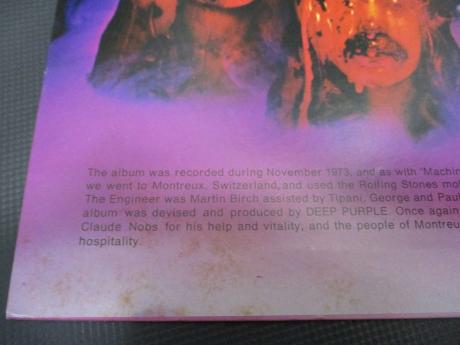 The album was recorded during November 1973, and as with 'Machin
we went to Montreux, Switzerland, and used the Rolling Stones mo
The Engineer was Martin Birch assisted by Tipani, George and Paul
album was devised and produced by DEEP PURPLE. Once again
Claude Nobs for his help and vitality, and the people of Montreu
hospitality.